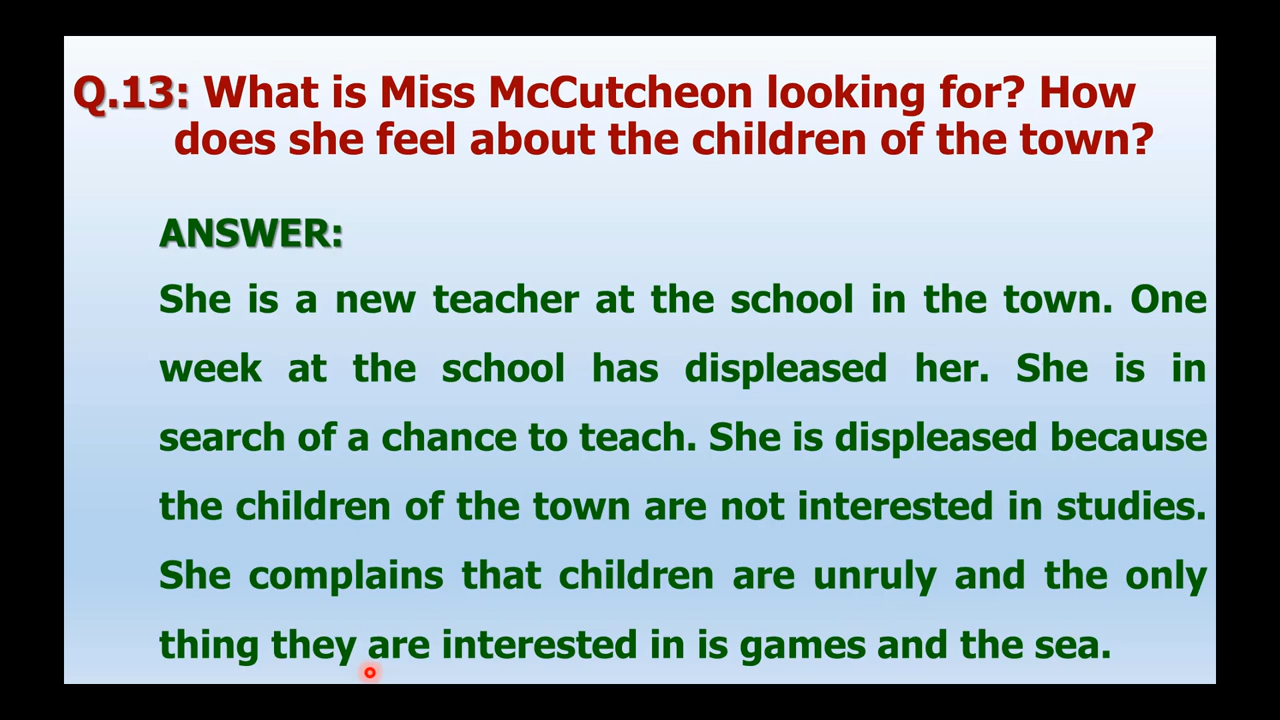 Q.13: What is Miss McCutcheon looking for? How
does she feel about the children of the town?
ANSWER:
She is a new teacher at the school in the town. One
week at the school has displeased her. She is in
search of a chance to teach. She is displeased because
the children of the town are not interested in studies.
She complains that children are unruly and the only
thing they are interested in is games and the sea.